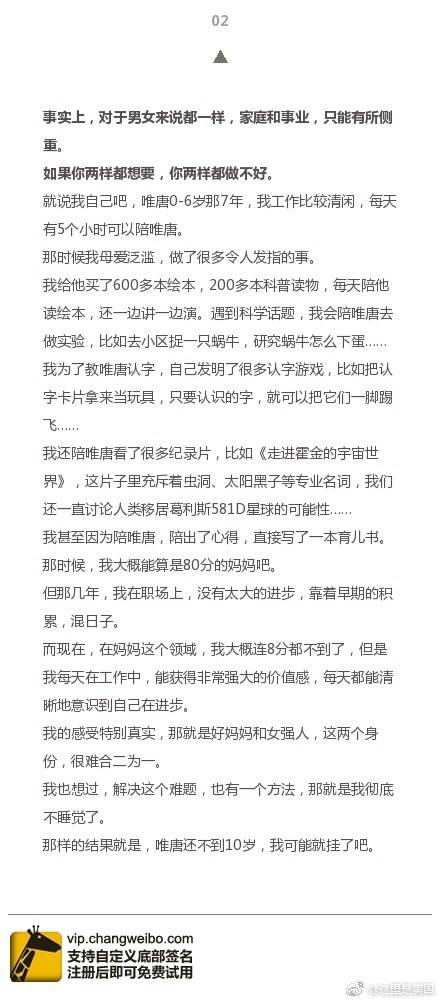 02
事实上，对于男女来说都一样，家庭和事业，只能有所侧
重。
如果你两样都想要，你两样都做不好。
就说我自己吧，唯唐0-6岁那7年，我工作比较清闲，每天
有5个小时可以陪唯唐。
那时候我母爱泛滥，做了很多令人发指的事。
我给他买了600多本绘本，200多本科普读物，每天陪他
读绘本，还一边讲一边演。遇到科学话题，我会陪唯唐去
做实验，比如去小区捉一只蜗牛，研究蜗牛怎么下蛋……
我为了教唯唐认字，自己发明了很多认字游戏，比如把认
字卡片拿来当玩具，只要认识的字，就可以把它们一脚踢
飞……
我还陪唯唐看了很多纪录片，比如《走进霍金的宇宙世
界》，这片子里充斥着虫洞、太阳黑子等专业名词，我们
还一直讨论人类移居葛利斯581D星球的可能性……
我甚至因为陪唯唐，陪出了心得，直接写了一本育儿书。
那时候，我大概能算是80分的妈妈吧。
但那几年，我在职场上，没有太大的进步，靠着早期的积
累，混日子。
而现在，在妈妈这个领域，我大概连8分都不到了，但是
我每天在工作中，能获得非常强大的价值感，每天都能清
晰地意识到自己在进步。
我的感受特别真实，那就是好妈妈和女强人，这两个身
份，很难合二为一。
我也想过，解决这个难题，也有一个方法，那就是我彻底
不睡觉了。
那样的结果就是，唯唐还不到10岁，我可能就挂了吧。
vip.changweibo.com
支持自定义底部签名
注册后即可免费试用